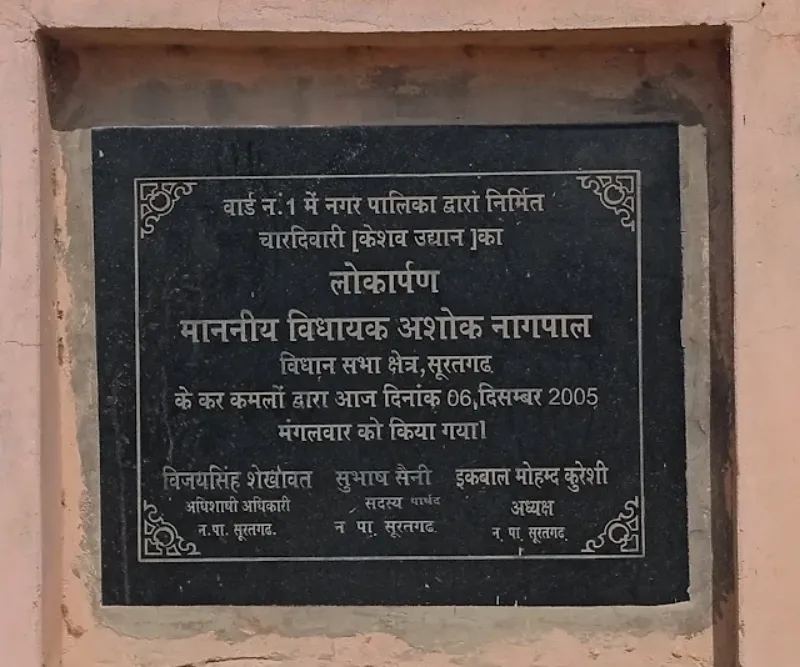 वार्ड न.1 में नगर पालिका द्वारा निर्मित
चारदिवारी [केशव उद्यान ]का
लोकार्पण
माननीय विधायक अशोक नागपाल
विधान सभा क्षेत्र,सूरतगढ
के कर कमलों द्वारा आज दिनांक 06,दिसम्बर 2005
मंगलवार को किया गया।
विजयसिंह शेखावत सुभाष सैनी इकबाल मोहम्द कुरेशी
अधिशाषी अधिकारी सदस्य पार्षद अध्यक्ष
न.पा. सूरतगढ. न पा. सूरतगढ. न. पा. सूरतगढ.